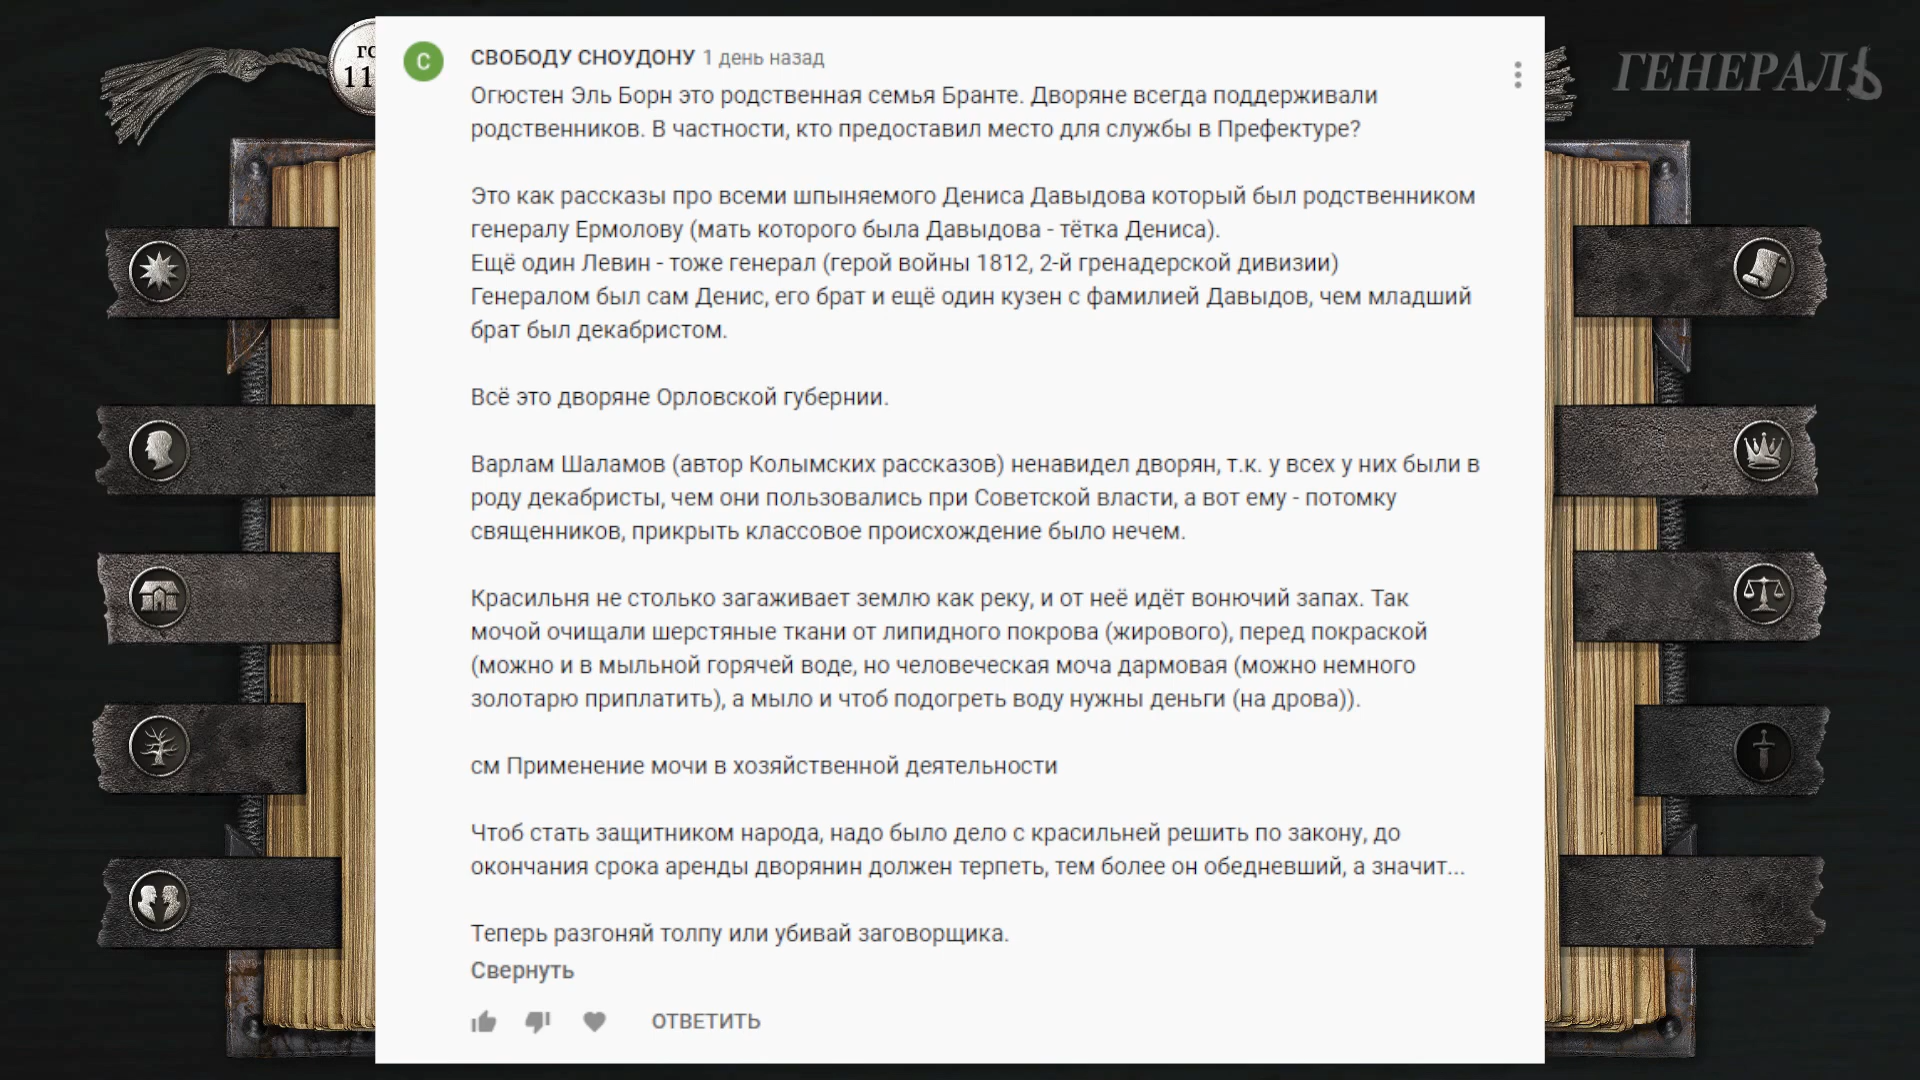 го
11
ГЕНЕРАЛЪ
С
СВОБОДУ СНОУДОНУ 1 день назад
Огюстен Эль Борн это родственная семья Бранте. Дворяне всегда поддерживали
родственников. В частности, кто предоставил место для службы в Префектуре?
Это как рассказы про всеми шпыняемого Дениса Давыдова который был родственником
генералу Ермолову (мать которого была Давыдова - тётка Дениса).
Ещё один Левин - тоже генерал (герой войны 1812, 2-й гренадерской дивизии)
Генералом был сам Денис, его брат и ещё один кузен с фамилией Давыдов, чем младший
брат был декабристом.
Всё это дворяне Орловской губернии.
Варлам Шаламов (автор Колымских рассказов) ненавидел дворян, т.к. у всех у них были в
роду декабристы, чем они пользовались при Советской власти, а вот ему - потомку
священников, прикрыть классовое происхождение было нечем.
Красильня не столько загаживает землю как реку, и от неё идёт вонючий запах. Так
мочой очищали шерстяные ткани от липидного покрова (жирового), перед покраской
(можно и в мыльной горячей воде, но человеческая моча дармовая (можно немного
золотарю приплатить), а мыло и чтоб подогреть воду нужны деньги (на дрова)).
см Применение мочи в хозяйственной деятельности
Чтоб стать защитником народа, надо было дело с красильней решить по закону, до
окончания срока аренды дворянин должен терпеть, тем более он обедневший, а значит...
Теперь разгоняй толпу или убивай заговорщика.
Свернуть
ОТВЕТИТЬ